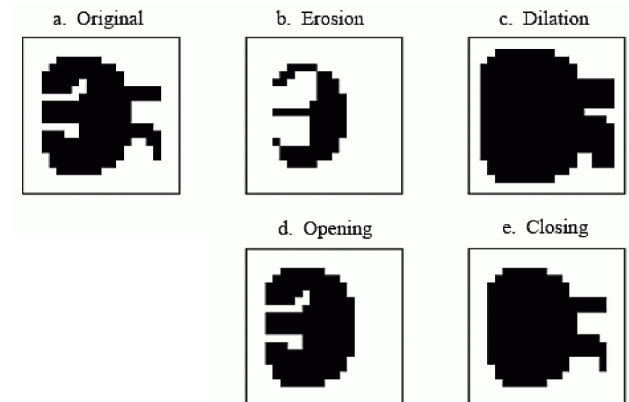 a. Original
b. Erosion
c. Dilation
d. Opening
e. Closing